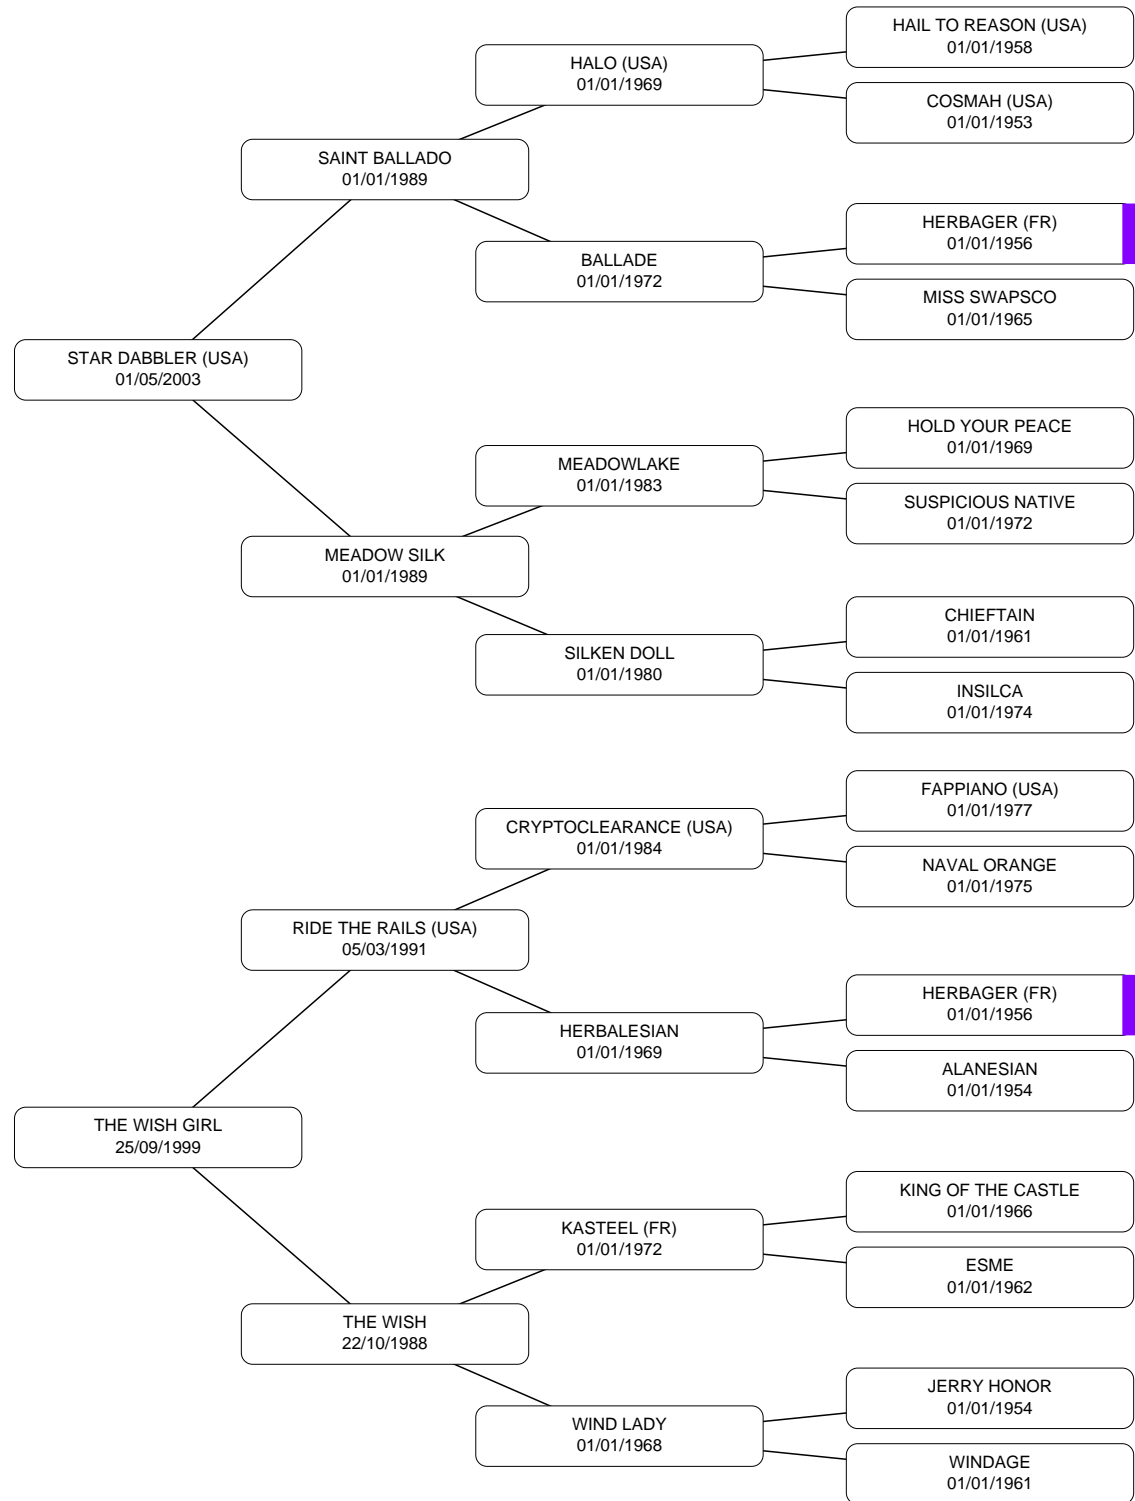 HAIL TO REASON (USA)
01/01/1958
HALO (USA)
01/01/1969
COSMAH (USA)
01/01/1953
SAINT BALLADO
01/01/1989
HERBAGER (FR)
01/01/1956
BALLADE
01/01/1972
MISS SWAPSCO
01/01/1965
STAR DABBLER (USA)
01/05/2003
HOLD YOUR PEACE
01/01/1969
MEADOWLAKE
01/01/1983
SUSPICIOUS NATIVE
01/01/1972
MEADOW SILK
01/01/1989
CHIEFTAIN
01/01/1961
SILKEN DOLL
01/01/1980
INSILCA
01/01/1974
FAPPIANO (USA)
01/01/1977
CRYPTOCLEARANCE (USA)
01/01/1984
NAVAL ORANGE
01/01/1975
RIDE THE RAILS (USA)
05/03/1991
HERBAGER (FR)
01/01/1956
HERBALESIAN
01/01/1969
ALANESIAN
01/01/1954
THE WISH GIRL
25/09/1999
KING OF THE CASTLE
01/01/1966
KASTEEL (FR)
01/01/1972
ESME
01/01/1962
THE WISH
22/10/1988
JERRY HONOR
01/01/1954
WIND LADY
01/01/1968
WINDAGE
01/01/1961